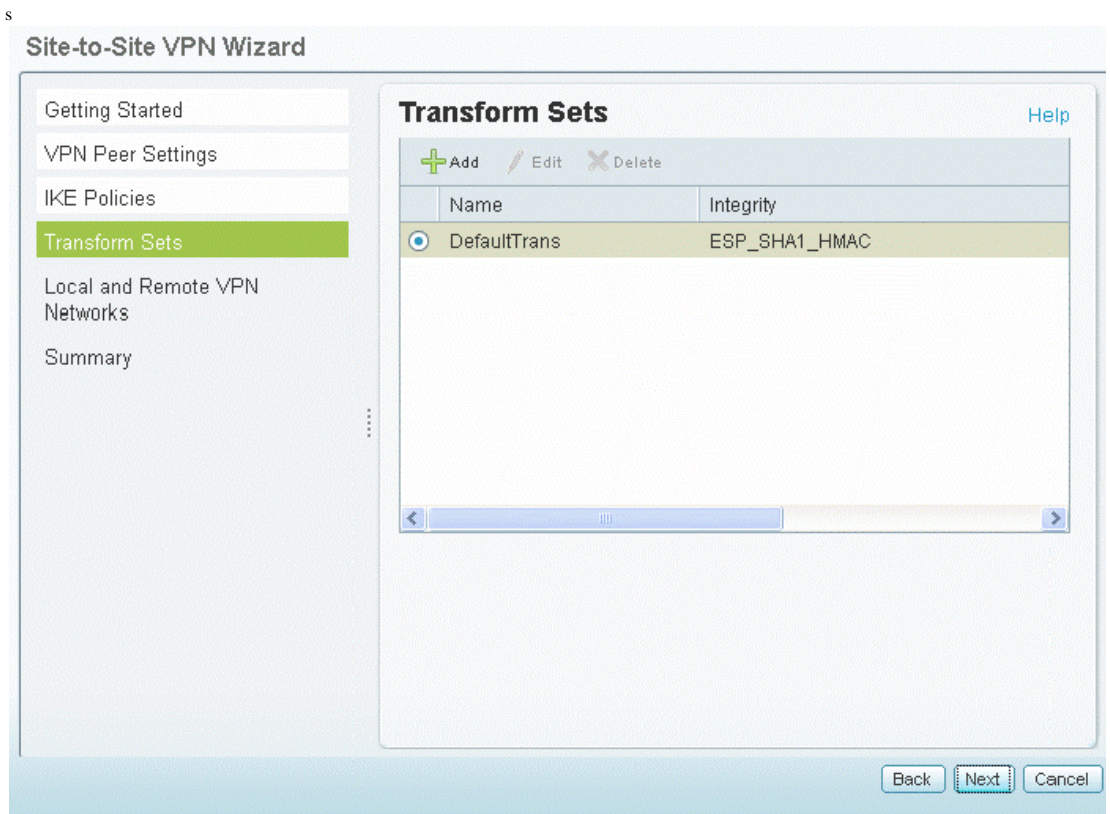 s
Site-to-Site VPN Wizard
Getting Started
VPN Peer Settings
IKE Policies
Transform Sets
Local and Remote VPN
Networks
Summary
Transform Sets
Help
Add Edit Delete
Name Integrity
DefaultTrans ESP_SHA1_HMAC
Back Next Cancel